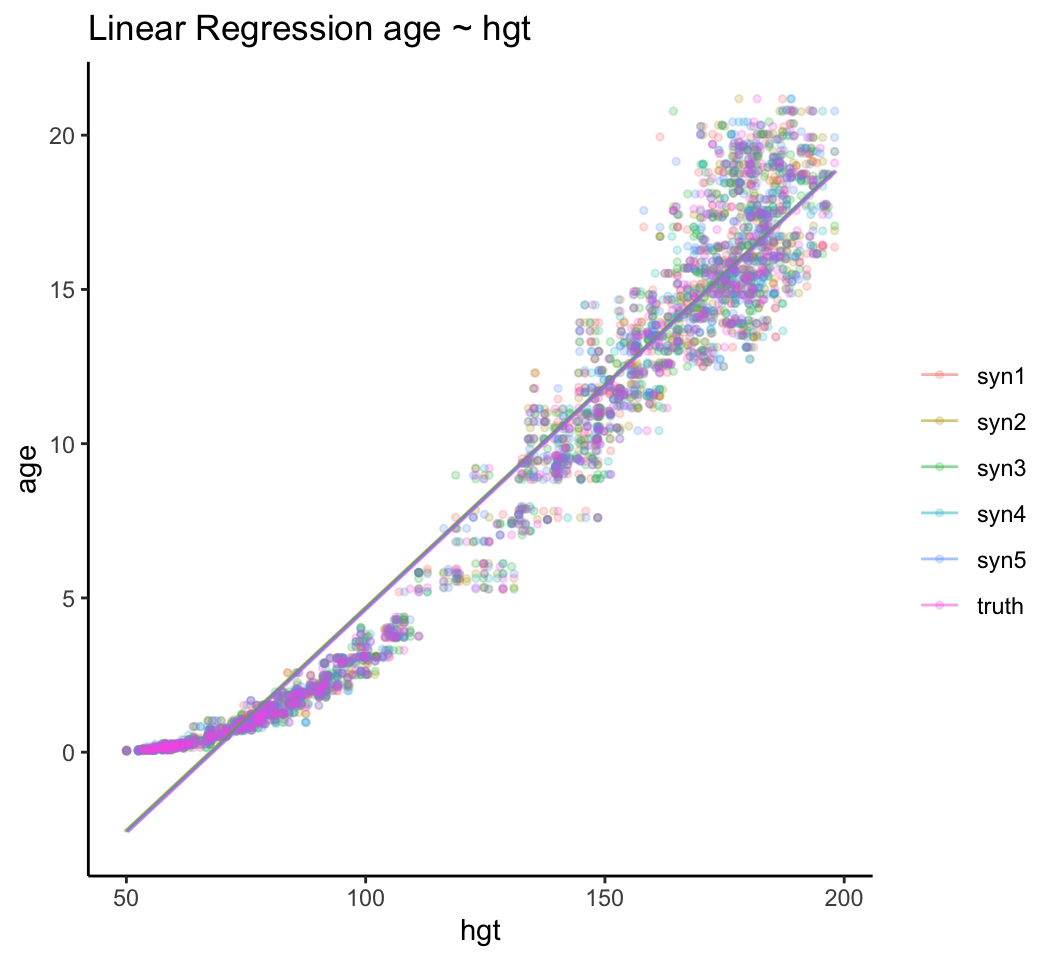 Linear Regression age ~ hgt
20
15
10
5
0
age
50 100 150 200
hgt
syn1
syn2
syn3
syn4
syn5
truth